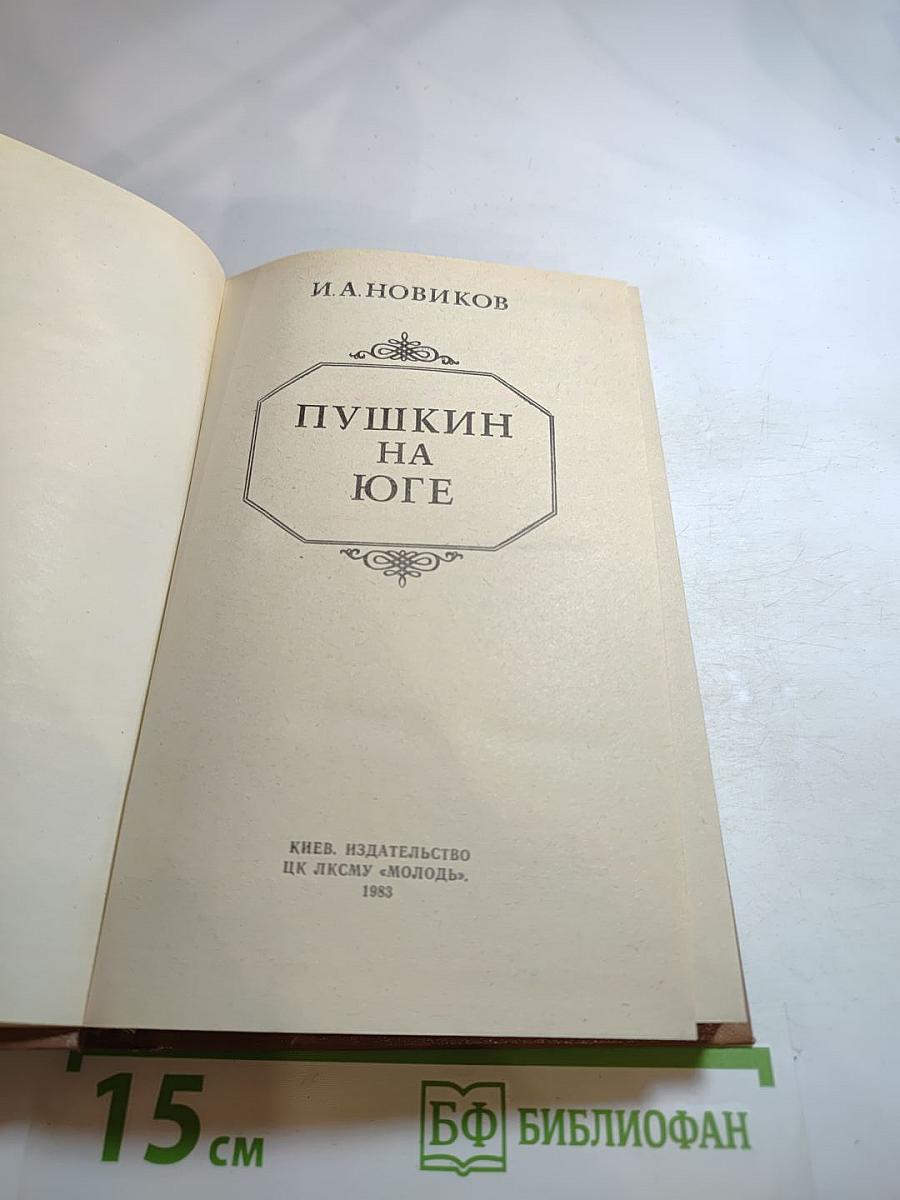 И. А. НОВИКОВ
ПУШКИН
НА
ЮГЕ
КИЕВ. ИЗДАТЕЛЬСТВО
ЦК ЛКСМУ «МОЛОДЬ».
1983
15 см
БФ БИБЛИОФАН